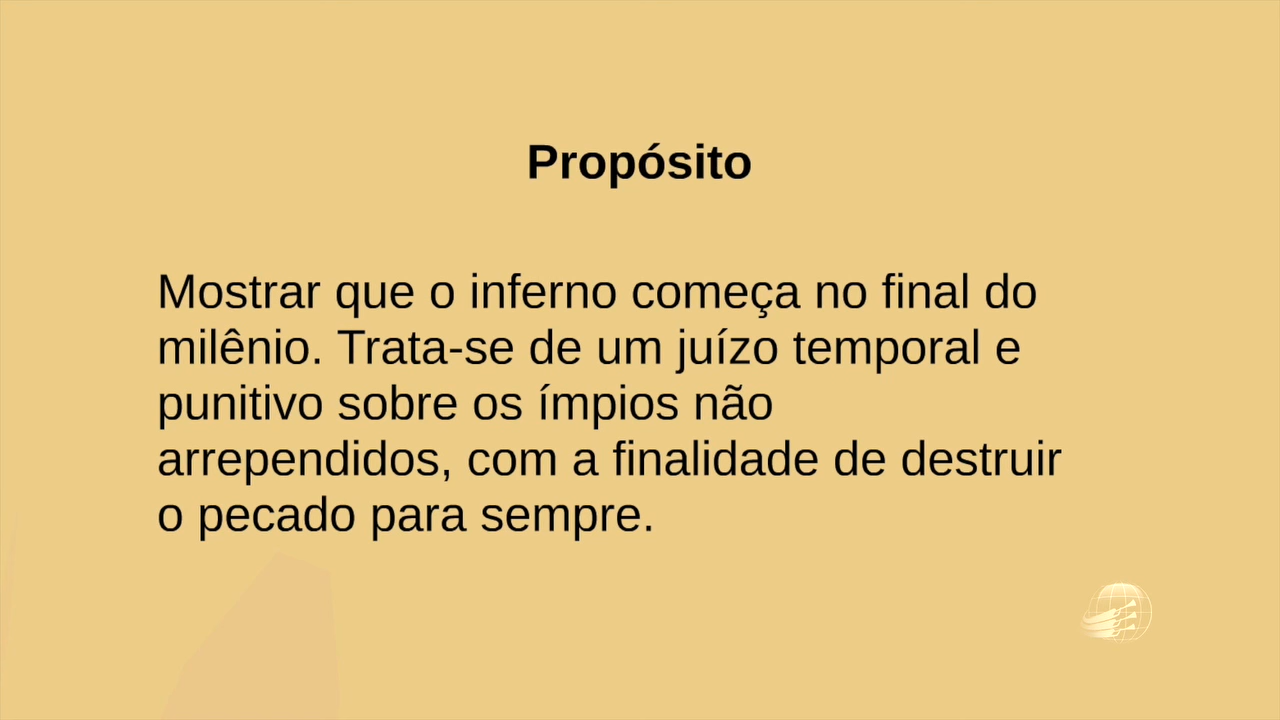 Propósito
Mostrar que o inferno começa no final do
milênio. Trata-se de um juízo temporal e
punitivo sobre os ímpios não
arrependidos, com a finalidade de destruir
o pecado para sempre.